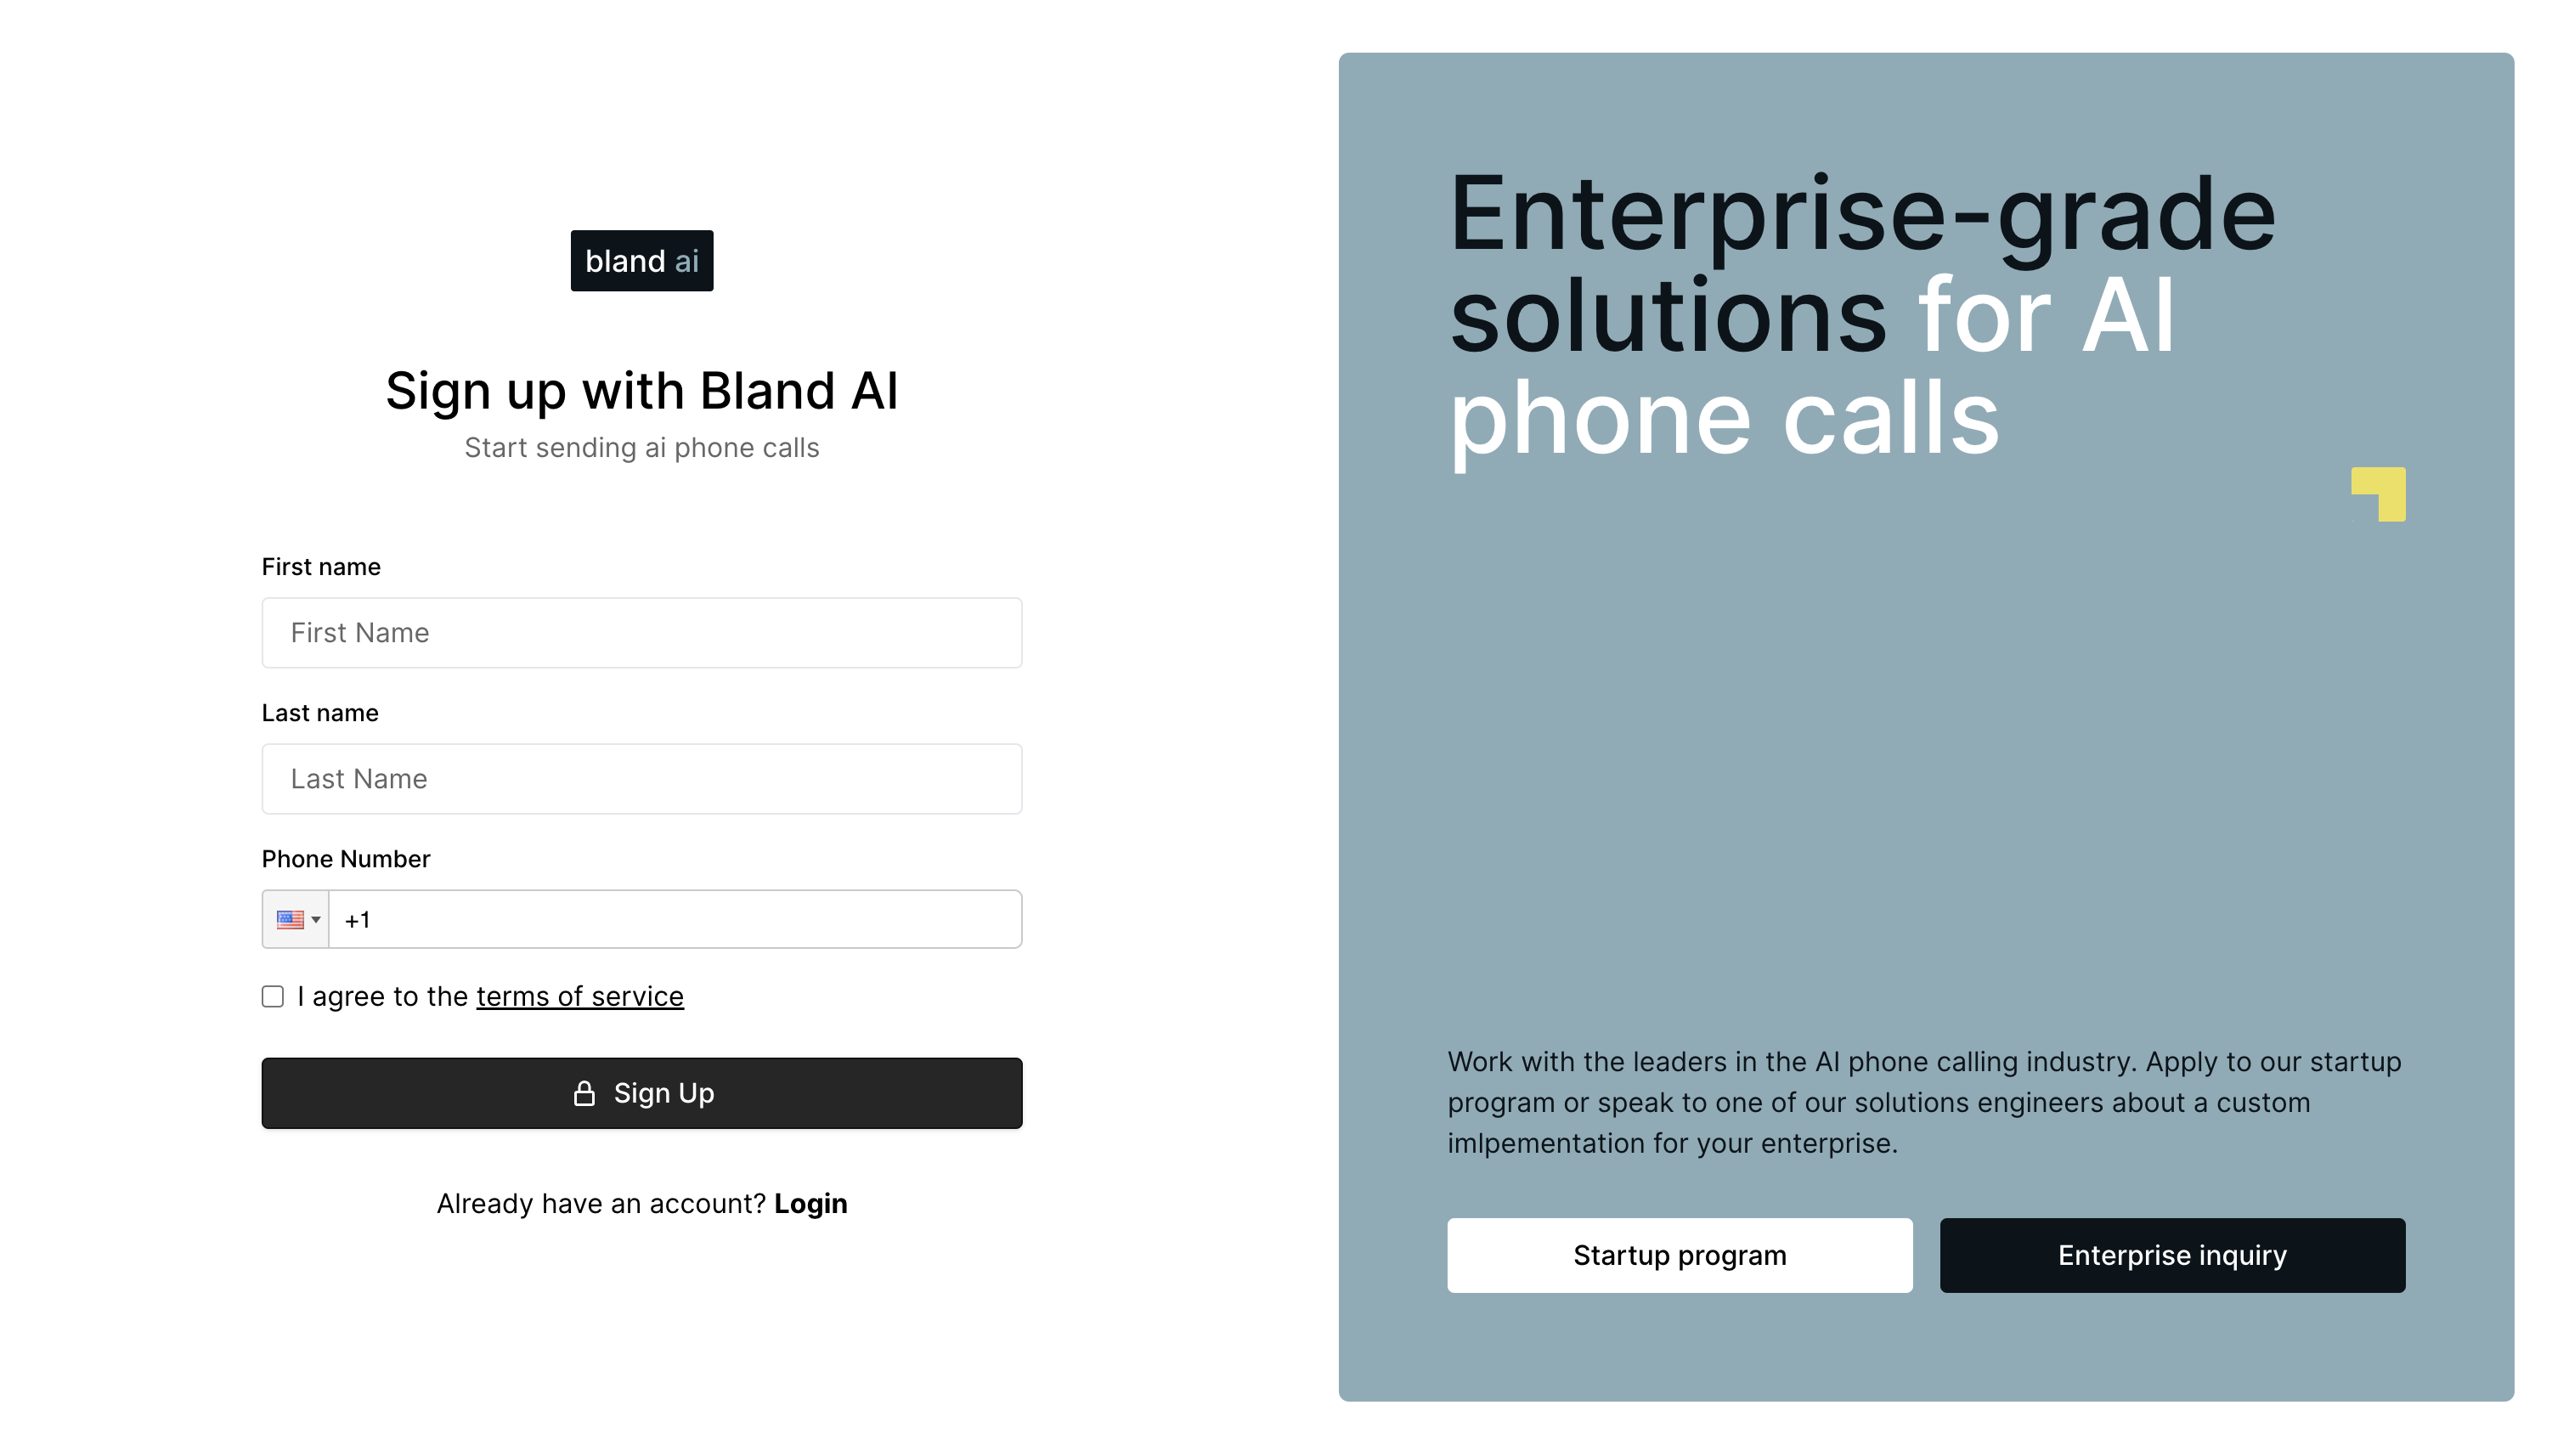 bland ai
Sign up with Bland AI
Start sending ai phone calls
First name
First Name
Last name
Last Name
Phone Number
+1
I agree to the terms of service
Sign Up
Already have an account? Login
Enterprise-grade
solutions for AI
phone calls
Work with the leaders in the AI phone calling industry. Apply to our startup
program or speak to one of our solutions engineers about a custom
imlpementation for your enterprise.
Startup program
Enterprise inquiry